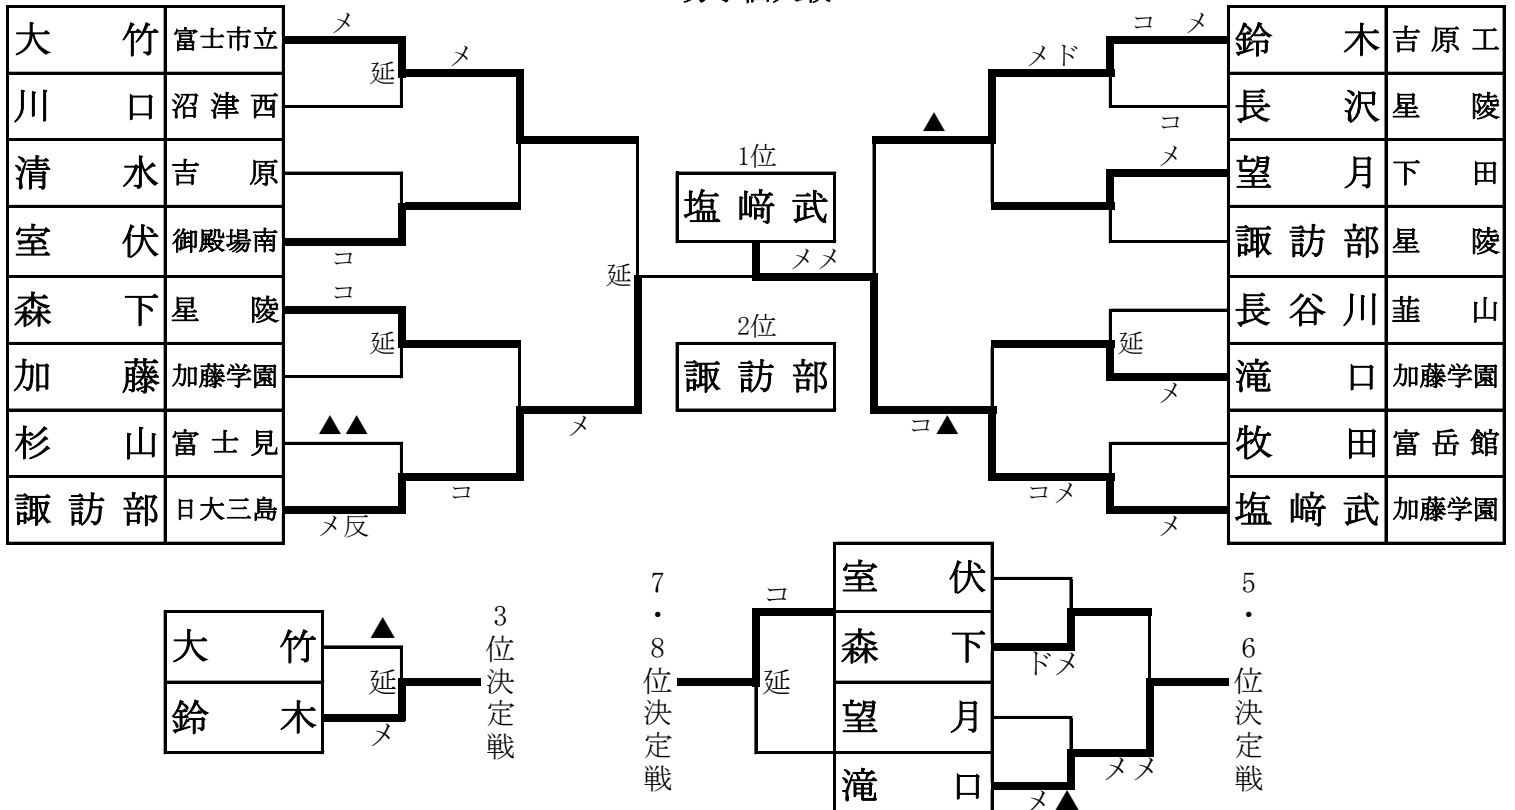 メ
コ メ
大 竹 富士市立
鈴 木 吉原工
メ
メド
延
川 口 沼津西
長 沢 星 陵
▲
コ
1位
メ
清 水 吉 原
望 月 下 田
塩﨑武
室 伏 御殿場南
諏訪部 星 陵
コ
メメ
延
コ
森 下 星 陵
長谷川 韮 山
2位
延
延
加 藤 加藤学園
諏訪部
滝 口 加藤学園
メ
▲▲
メ
コ▲
杉 山 富士見
牧 田 富岳館
コ
コメ
諏訪部 日大三島
塩﨑武 加藤学園
メ反
メ
大 竹
▲
延
鈴 木
メ
3位決定戦
7・8位決定戦
コ
延
室 伏
森 下
ドメ
望 月
滝 口
メ▲
メメ
5・6位決定戦